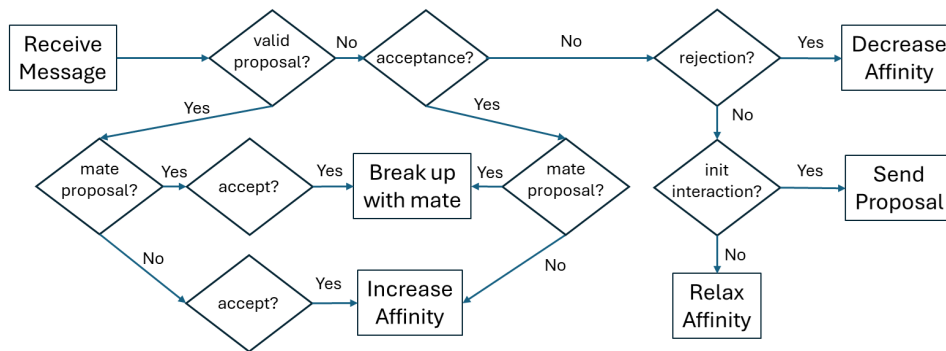 Receive
Message
valid
proposal?
No
acceptance?
No
rejection?
Yes
Decrease
Affinity
Yes
Yes
No
mate
proposal?
Yes
accept?
Yes
Break up
with mate
Yes
mate
proposal?
init
interaction?
Yes
Send
Proposal
No
accept?
Yes
Increase
Affinity
No
No
Relax
Affinity